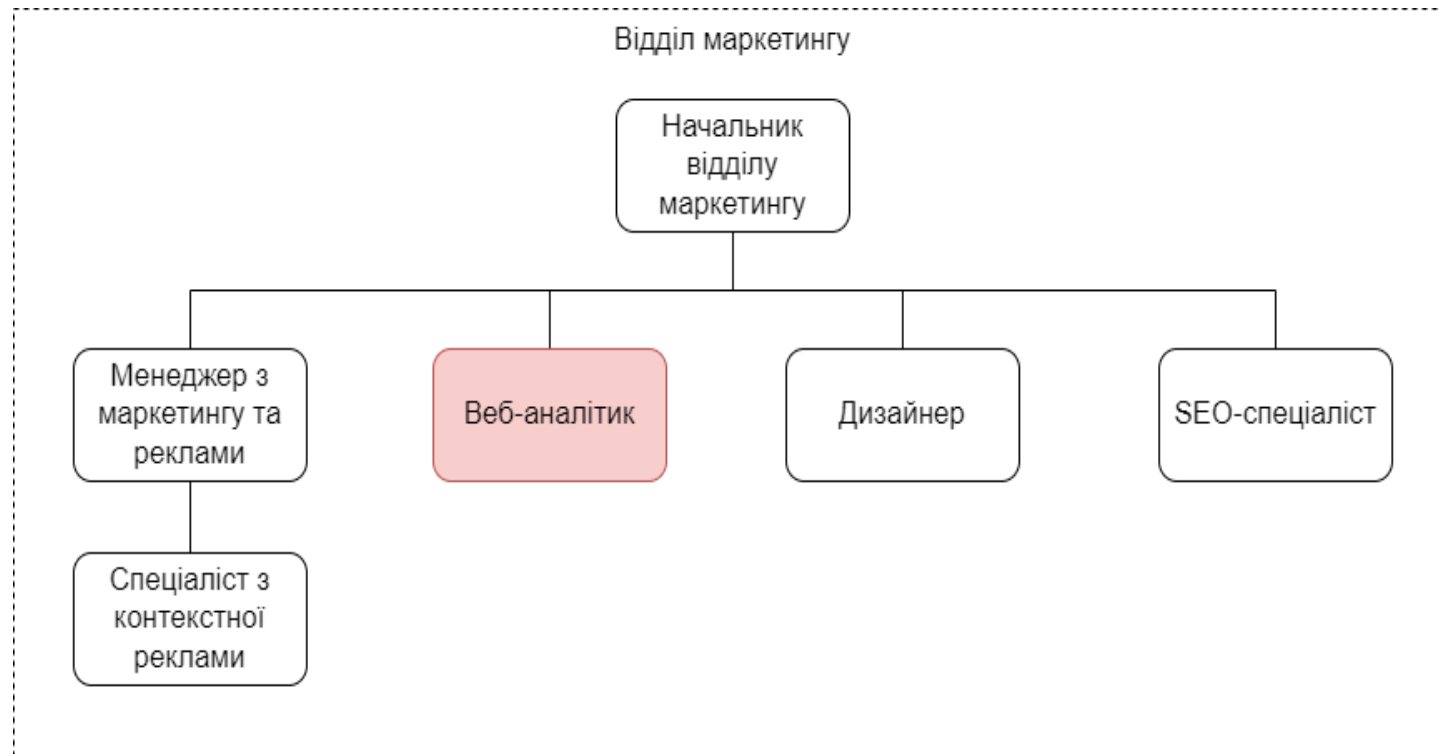 Відділ маркетингу
Начальник
відділу
маркетингу
Менеджер з
маркетингу та
реклами
Веб-аналітик
Дизайнер
SEO-спеціаліст
Спеціаліст з
контекстної
реклами